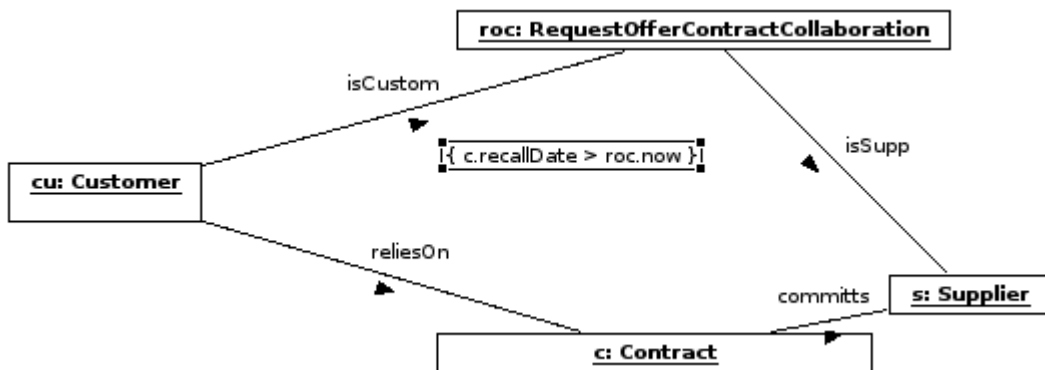 roc: RequestOfferContractCollaboration
isCustom
{ c.recallDate > roc.now }
isSupp
cu: Customer
reliesOn
committs
s: Supplier
c: Contract